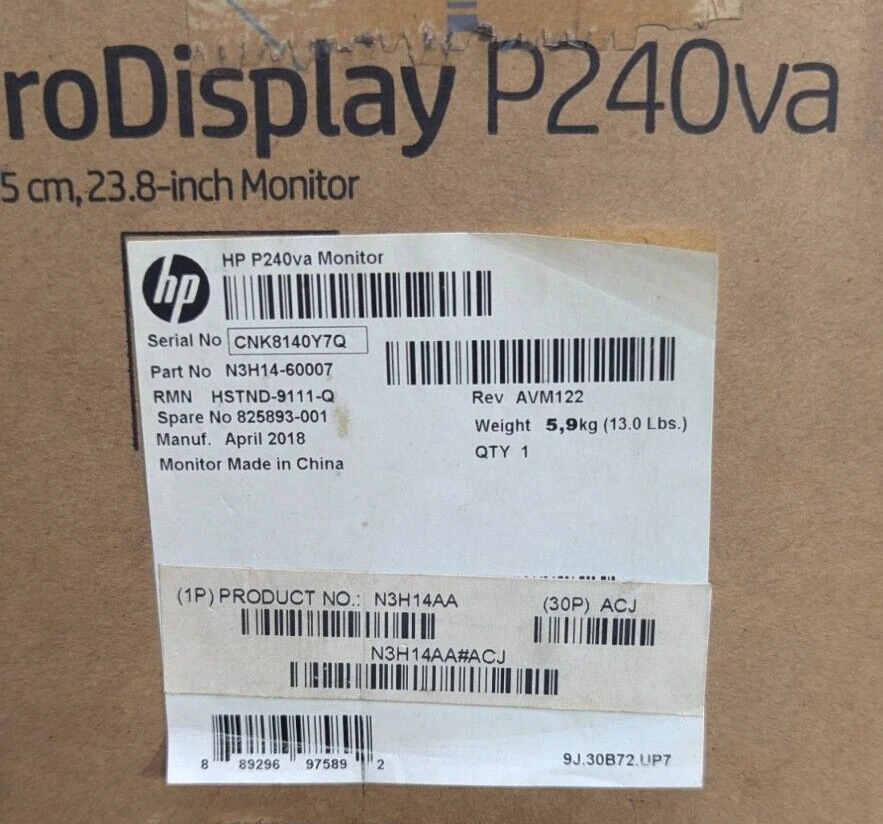 roDisplay P240va
5 cm, 23.8-inch Monitor
hp
HP P240va Monitor
Serial No CNK8140Y7Q
Part No N3H14-60007
RMN HSTND-9111-Q
Rev AVM122
Spare No 825893-001
Weight 5,9kg (13.0 Lbs.)
Manuf. April 2018
QTY 1
Monitor Made in China
(1P) PRODUCT NO.: N3H14AA
(30P) ACJ
N3H14AA#ACJ
8 89296 97589 2
9J.30B72.UP7